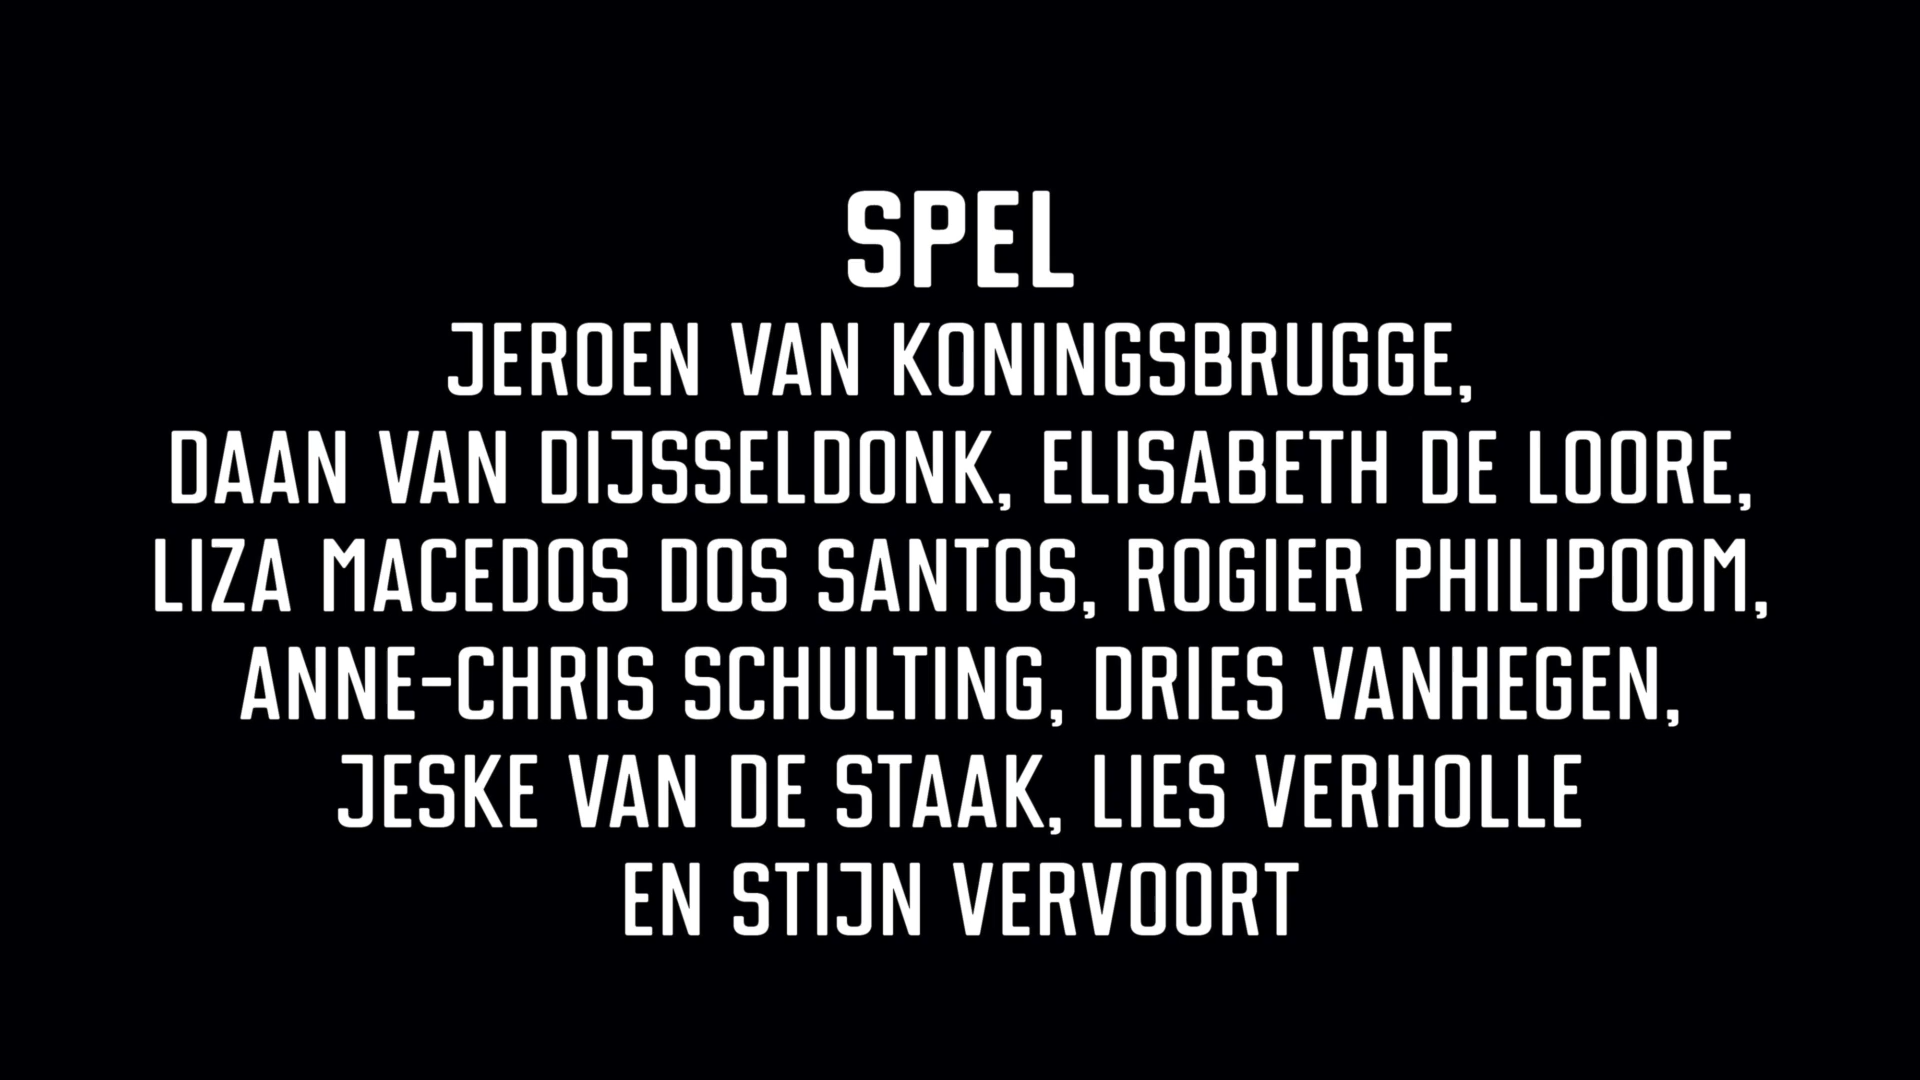 SPEL
JEROEN VAN KONINGSBRUGGE,
DAAN VAN DIJSSELDONK, ELISABETH DE LOORE,
LIZA MACEDOS DOS SANTOS, ROGIER PHILIPOOM,
ANNE-CHRIS SCHULTING, DRIES VANHEGEN,
JESKE VAN DE STAAK, LIES VERHOLLE
EN STIJN VERVOORT